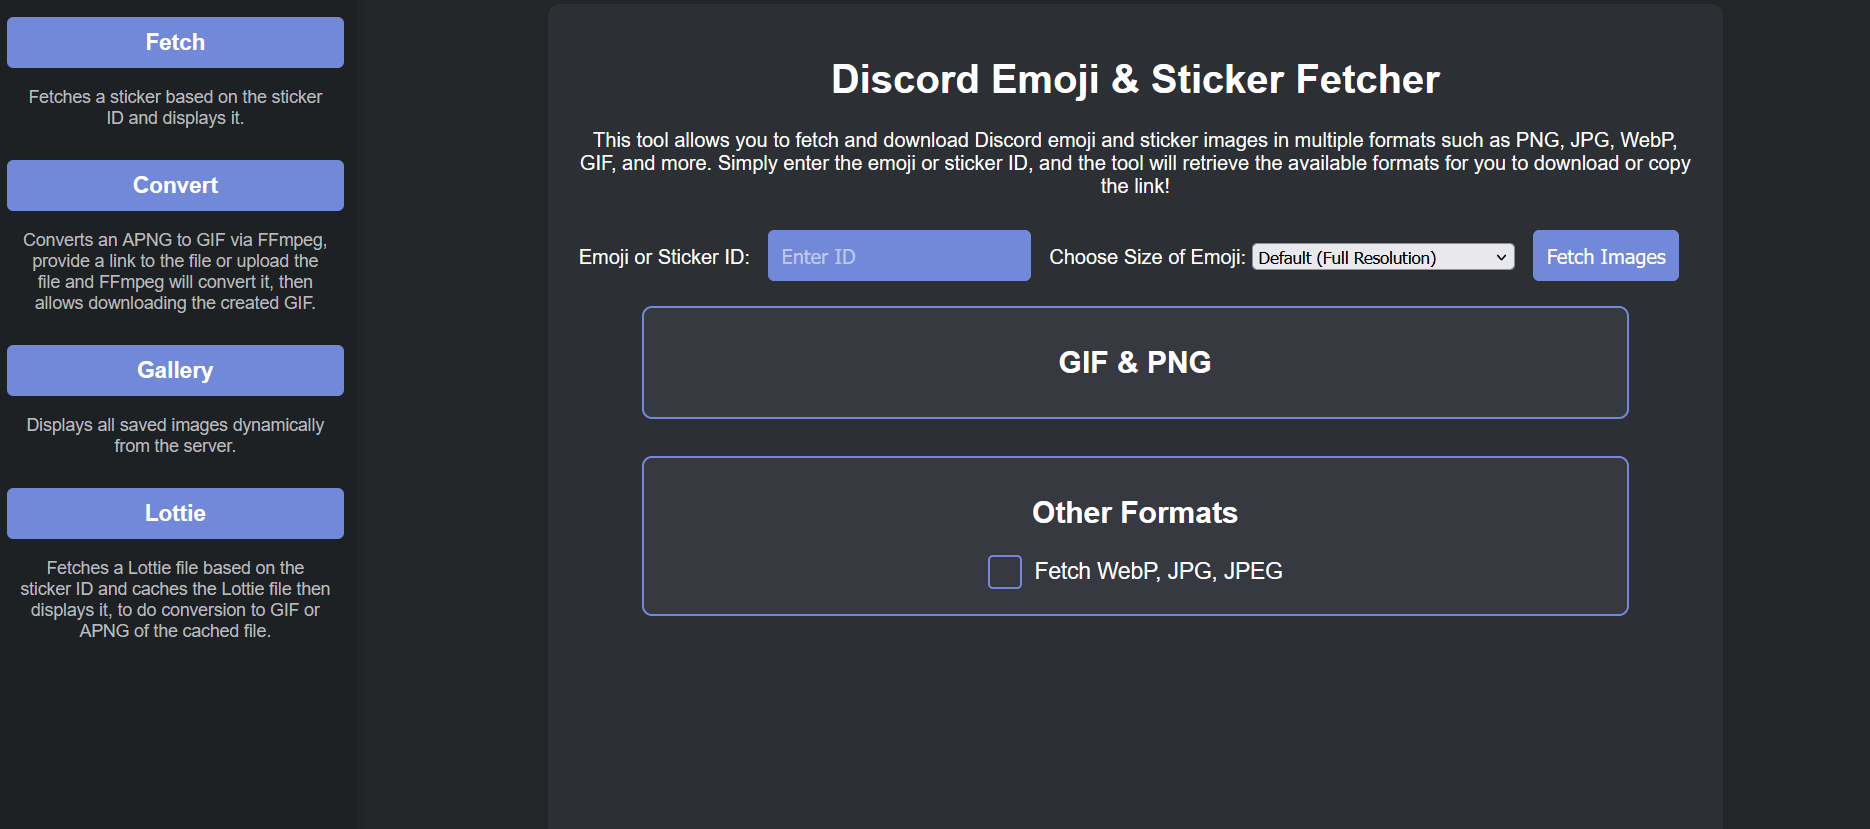 Fetch
Fetches a sticker based on the sticker
ID and displays it.
Convert
Converts an APNG to GIF via FFmpeg,
provide a link to the file or upload the
file and FFmpeg will convert it, then
allows downloading the created GIF.
Gallery
Displays all saved images dynamically
from the server.
Lottie
Fetches a Lottie file based on the
sticker ID and caches the Lottie file then
displays it, to do conversion to GIF or
APNG of the cached file.
Discord Emoji & Sticker Fetcher
This tool allows you to fetch and download Discord emoji and sticker images in multiple formats such as PNG, JPG, WebP,
GIF, and more. Simply enter the emoji or sticker ID, and the tool will retrieve the available formats for you to download or copy
the link!
Emoji or Sticker ID: Enter ID Choose Size of Emoji: Default (Full Resolution) Fetch Images
GIF & PNG
Other Formats
Fetch WebP, JPG, JPEG